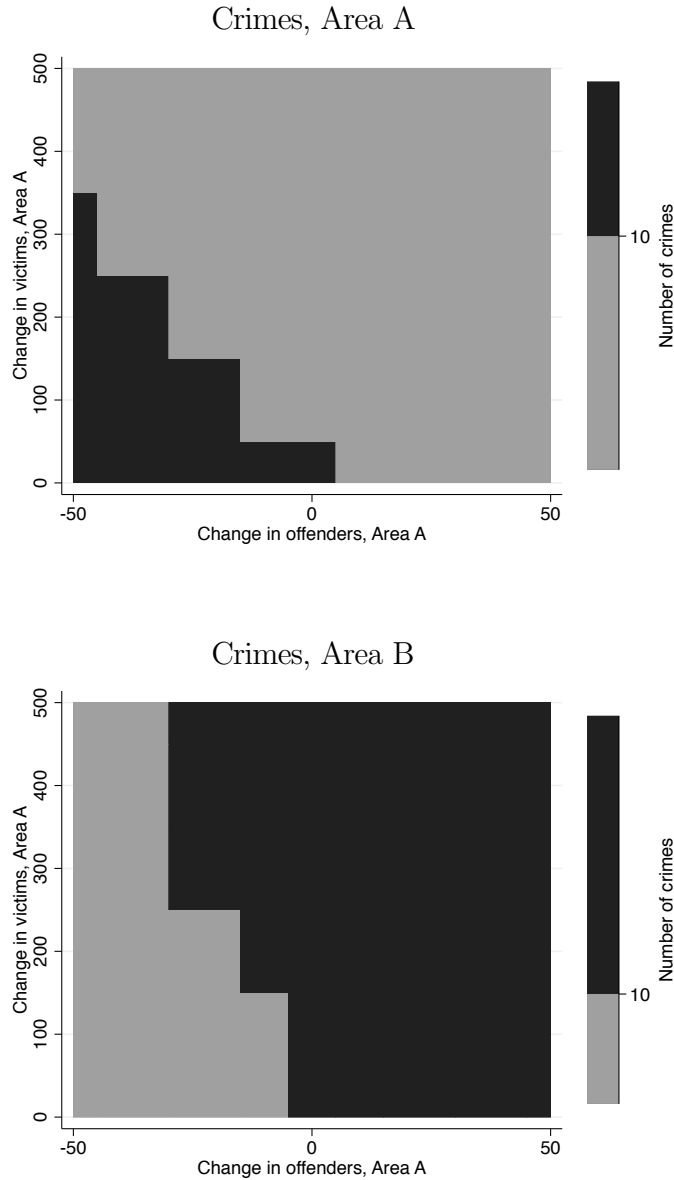 Crimes, Area A
500
400
300
200
100
0
Change in victims, Area A
-50 0 50
Change in offenders, Area A
10
Number of crimes
Crimes, Area B
500
400
300
200
100
0
Change in victims, Area A
-50 0 50
Change in offenders, Area A
10
Number of crimes